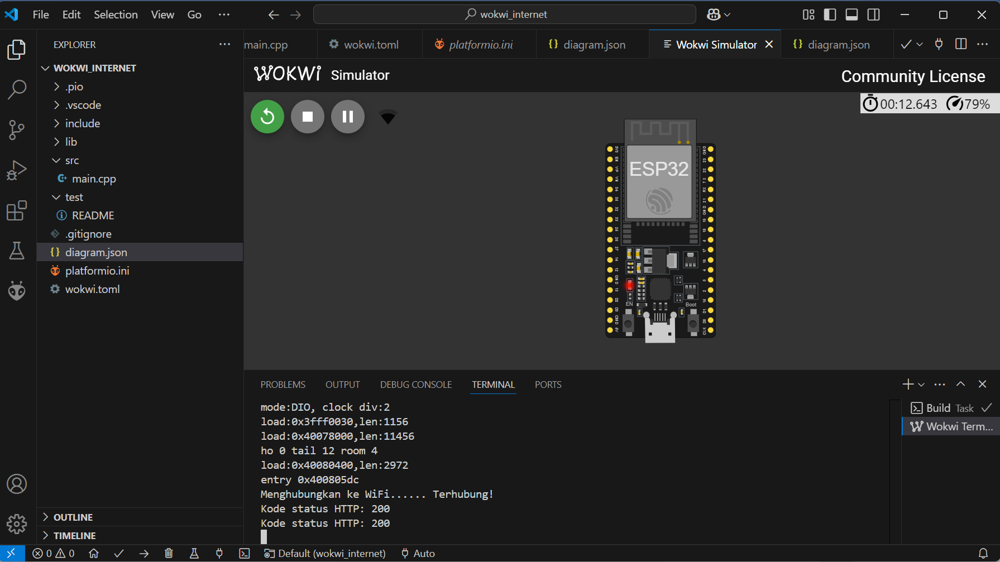 File Edit Selection View Go ··· wokwi_internet
EXPLORER ···
main.cpp wokwi.toml platformio.ini {} diagram.json Wokwi Simulator {} diagram.json
WOKWI_INTERNET
.pio
.vscode
include
lib
src
main.cpp
test
README
.gitignore
{} diagram.json
platformio.ini
wokwi.toml
OUTLINE
TIMELINE
WOKWi Simulator
Community License
00:12.643 79%
ESP32
EN
Boot
PROBLEMS OUTPUT DEBUG CONSOLE TERMINAL PORTS
mode:DIO, clock div:2
load:0x3fff0030,len:1156
load:0x40078000,len:11456
ho 0 tail 12 room 4
load:0x40080400,len:2972
entry 0x400805dc
Menghubungkan ke WiFi...... Terhubung!
Kode status HTTP: 200
Kode status HTTP: 200
Build Task
Wokwi Term...
0 0 Default (wokwi_internet) Auto